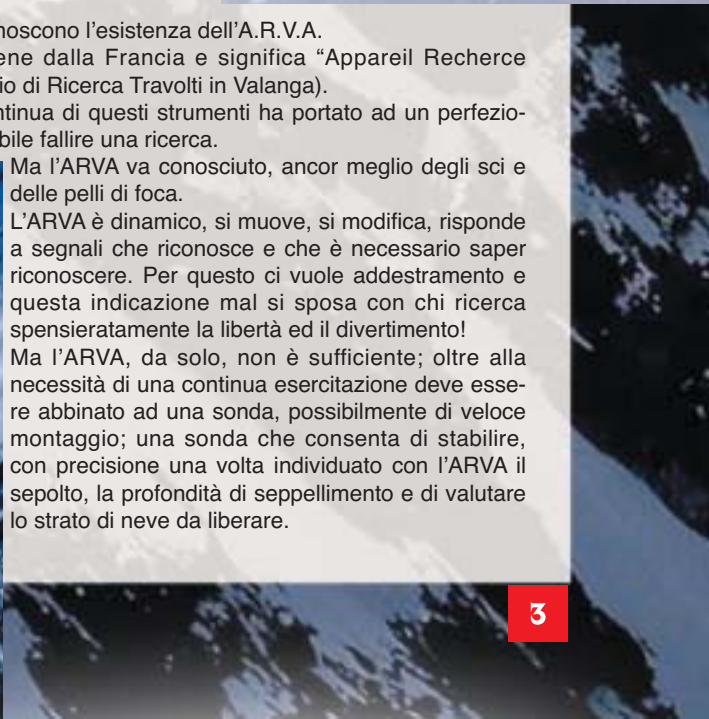 noscono l’esistenza dell’A.R.V.A.
ene dalla Francia e significa “Appareil Recherce
io di Ricerca Travolti in Valanga).
ntinua di questi strumenti ha portato ad un perfezio-
bile fallire una ricerca.
Ma l’ARVA va conosciuto, ancor meglio degli sci e
delle pelli di foca.
L’ARVA è dinamico, si muove, si modifica, risponde
a segnali che riconosce e che è necessario saper
riconoscere. Per questo ci vuole addestramento e
questa indicazione mal si sposa con chi ricerca
spensieratamente la libertà ed il divertimento!
Ma l’ARVA, da solo, non è sufficiente; oltre alla
necessità di una continua esercitazione deve esse-
re abbinato ad una sonda, possibilmente di veloce
montaggio; una sonda che consenta di stabilire,
con precisione una volta individuato con l’ARVA il
sepolto, la profondità di seppellimento e di valutare
lo strato di neve da liberare.
3